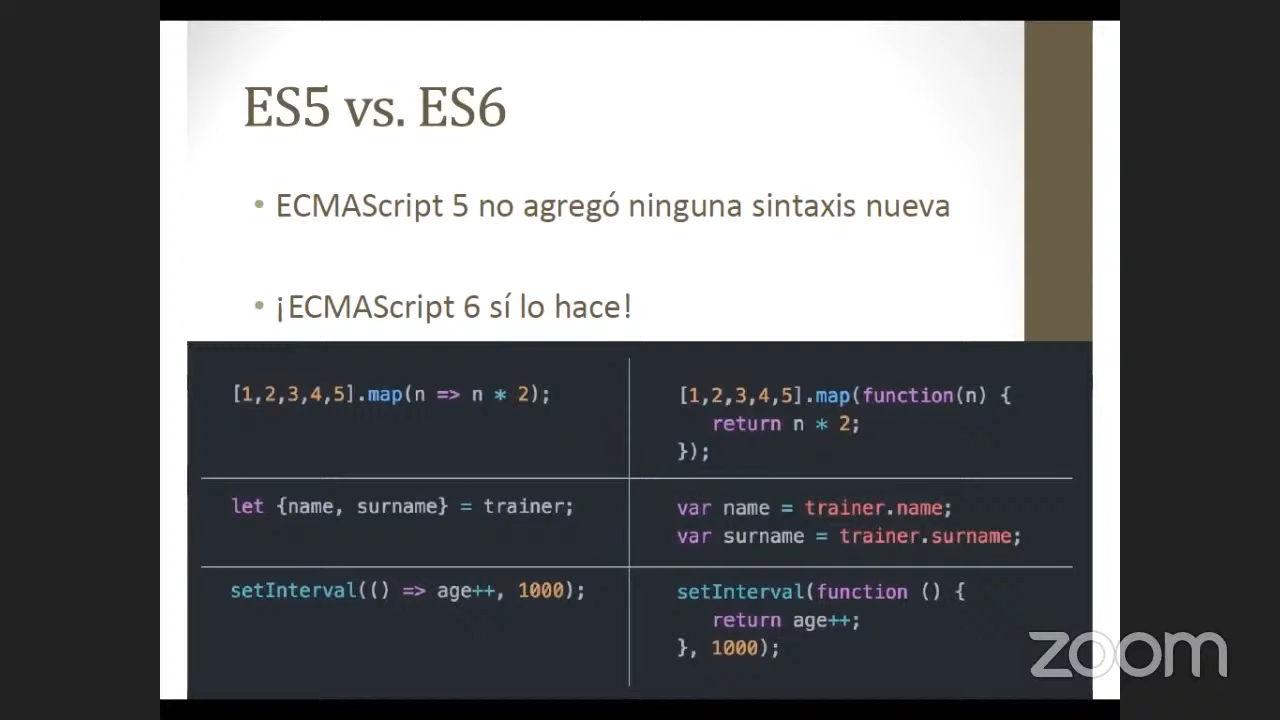 ES5 vs. ES6
• ECMAScript 5 no agregó ninguna sintaxis nueva
• ¡ECMAScript 6 sí lo hace!
[1,2,3,4,5].map(n => n * 2);
[1,2,3,4,5].map(function(n) {
return n * 2;
});
let {name, surname} = trainer;
var name = trainer.name;
var surname = trainer.surname;
setInterval(() => age++, 1000);
setInterval(function () {
return age++;
}, 1000);
zoom